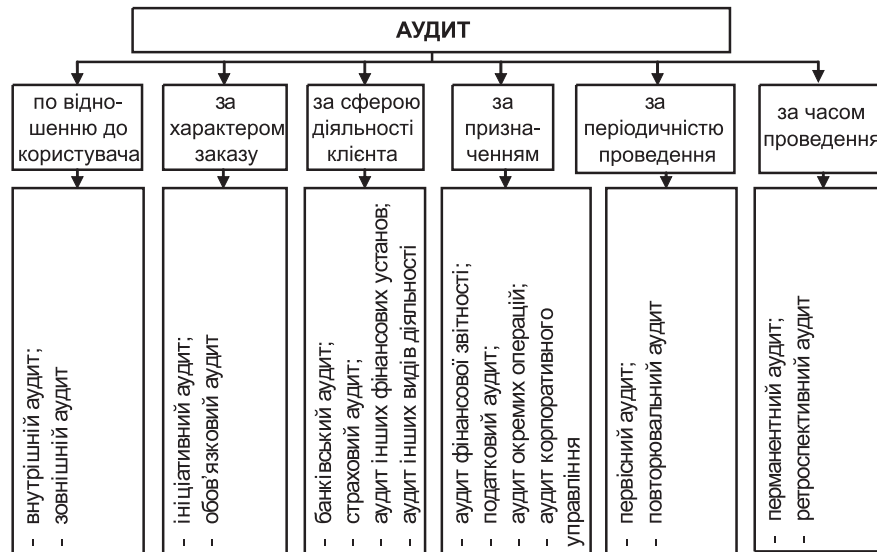 АУДИТ
по відно-
шенню до
користувача
за
характером
заказу
за сферою
діяльності
клієнта
за
призна-
ченням
за
періодичністю
проведення
за часом
проведення
- внутрішній аудит;
- зовнішній аудит
- ініціативний аудит;
- обов’язковий аудит
- банківський аудит;
- страховий аудит;
- аудит інших фінансових установ;
- аудит інших видів діяльності
- аудит фінансової звітності;
- податковий аудит;
- аудит окремих операцій;
- аудит корпоративного
управління
- первісний аудит;
- повторювальний аудит
- перманентний аудит;
- ретроспективний аудит